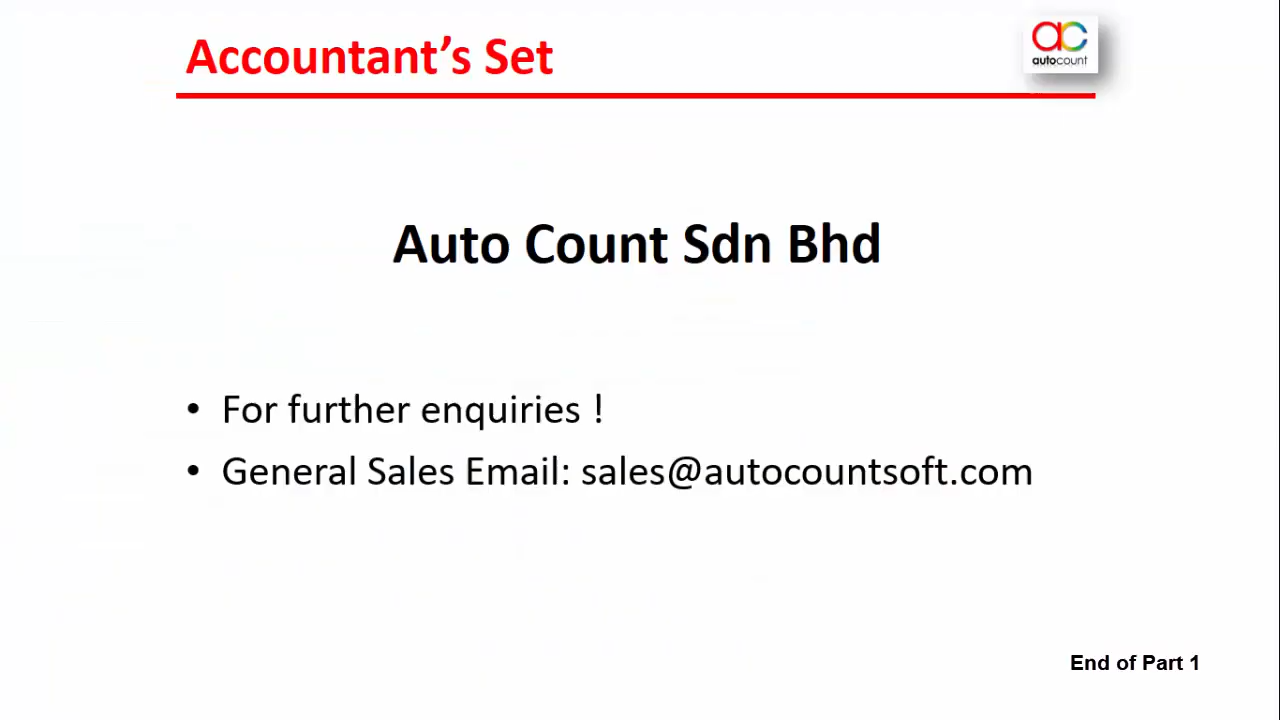 Accountant’s Set
ac
autocount
Auto Count Sdn Bhd
• For further enquiries !
• General Sales Email: sales@autocountsoft.com
End of Part 1